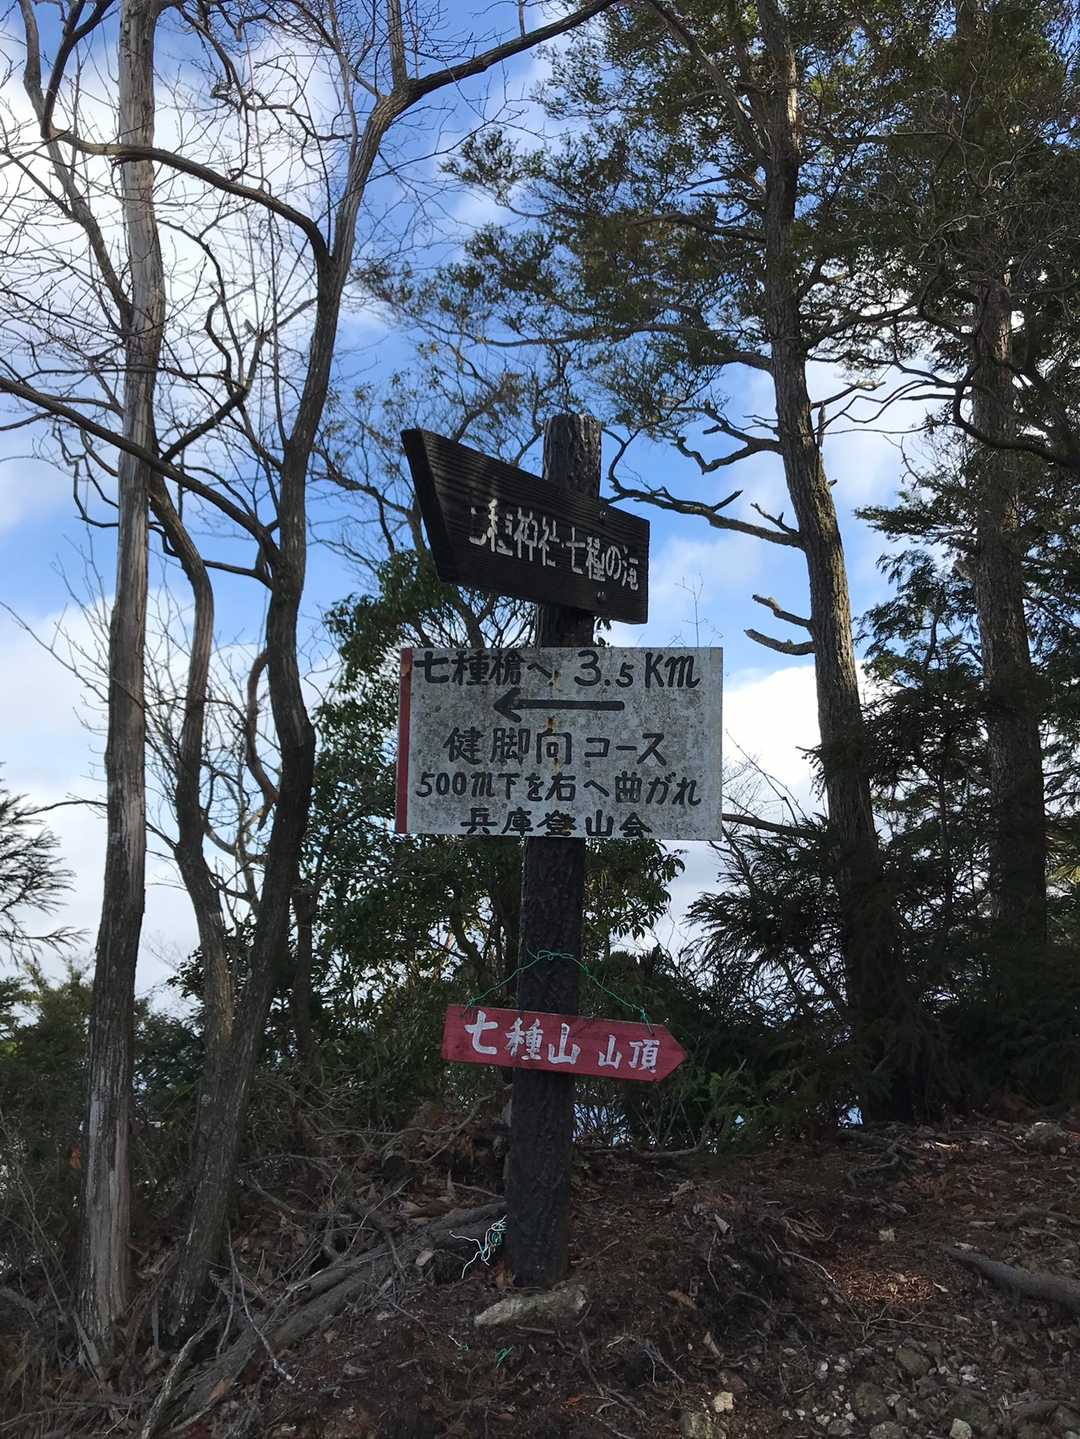 七種神社・七種の滝
七種槍へ 3.5Km
健脚向コース
500m下を右へ曲がれ
兵庫登山会
七種山 山頂